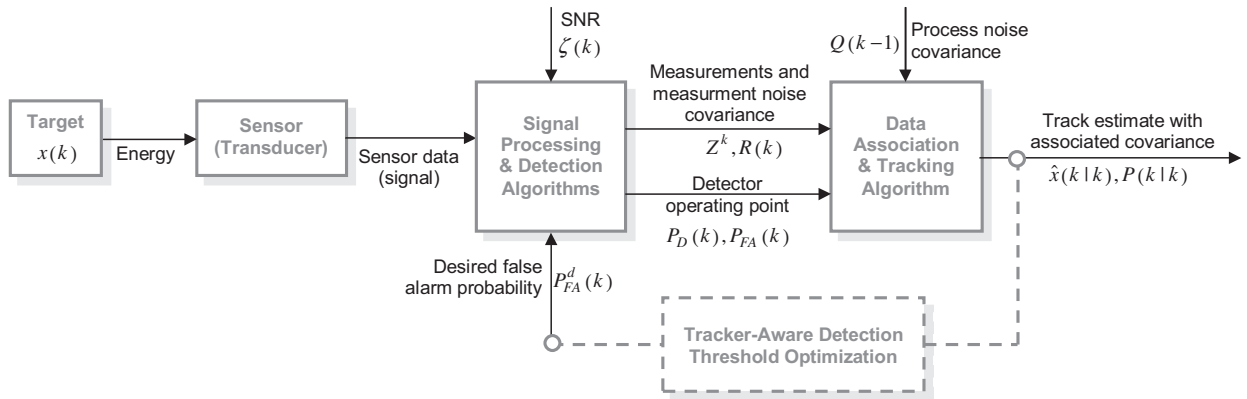 SNR
ζ(k)
Q(k−1)
Process noise
covariance
Target
x(k)
Energy
Sensor
(Transducer)
Sensor data
(signal)
Signal
Processing
& Detection
Algorithms
Measurements and
measurment noise
covariance
Z^k, R(k)
Detector
operating point
P_D(k), P_FA(k)
Data
Association
& Tracking
Algorithm
Track estimate with
associated covariance
x̂(k|k), P(k|k)
Desired false
alarm probability
P^d_FA(k)
Tracker-Aware Detection
Threshold Optimization